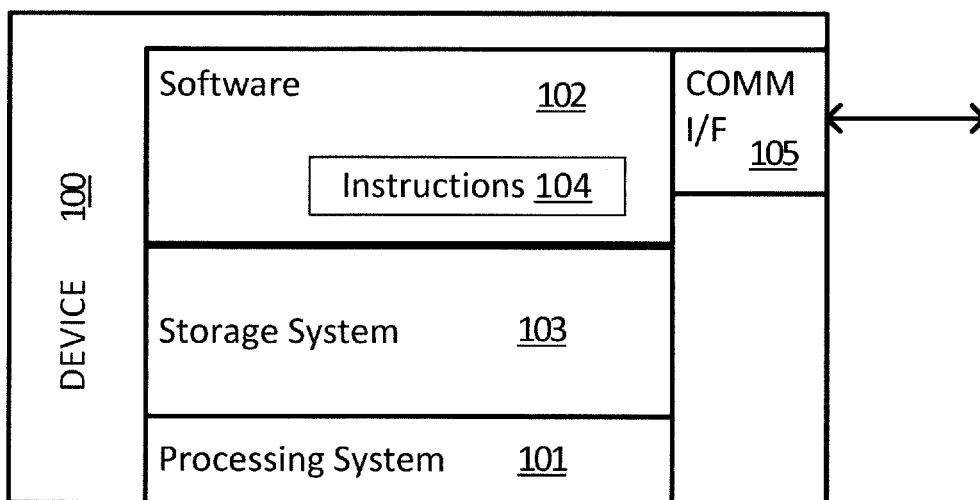 Software 102
COMM
I/F 105
Instructions 104
DEVICE 100
Storage System 103
Processing System 101